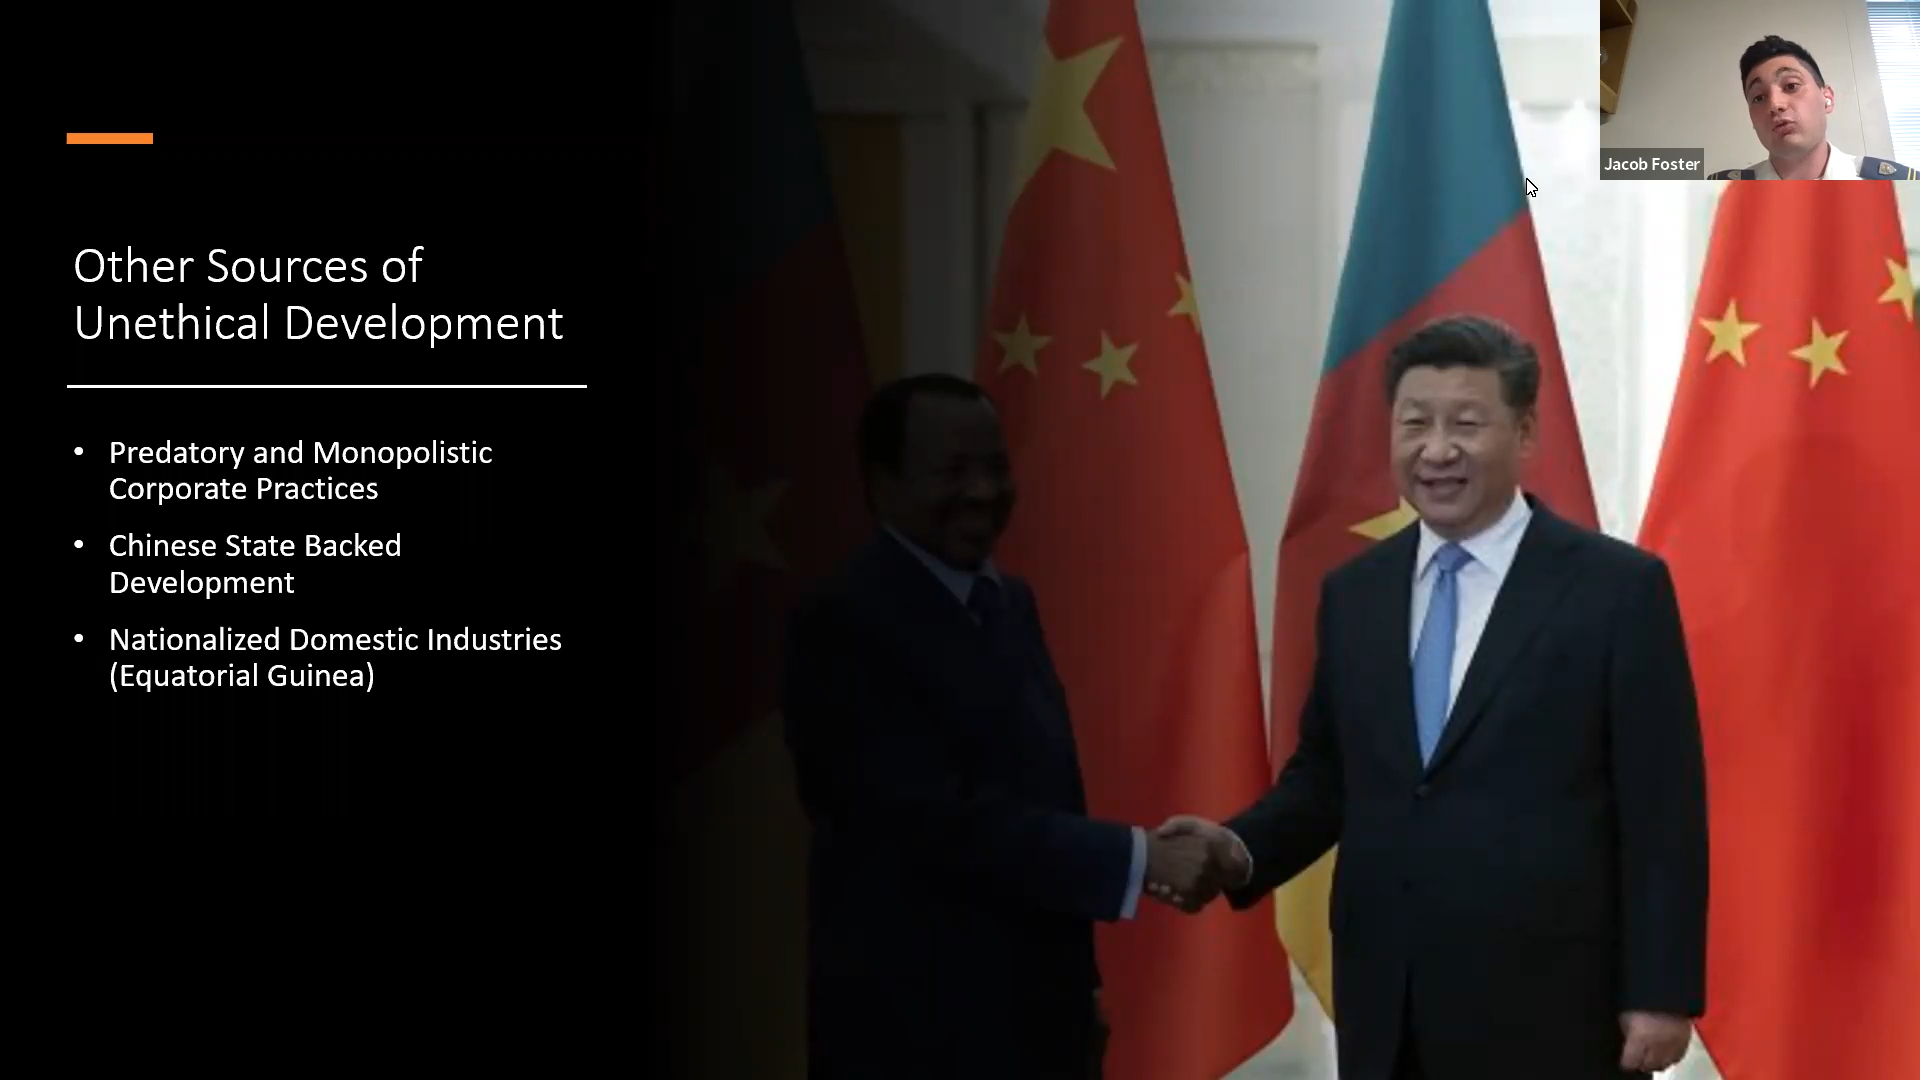 Other Sources of
Unethical Development
• Predatory and Monopolistic
Corporate Practices
• Chinese State Backed
Development
• Nationalized Domestic Industries
(Equatorial Guinea)
Jacob Foster